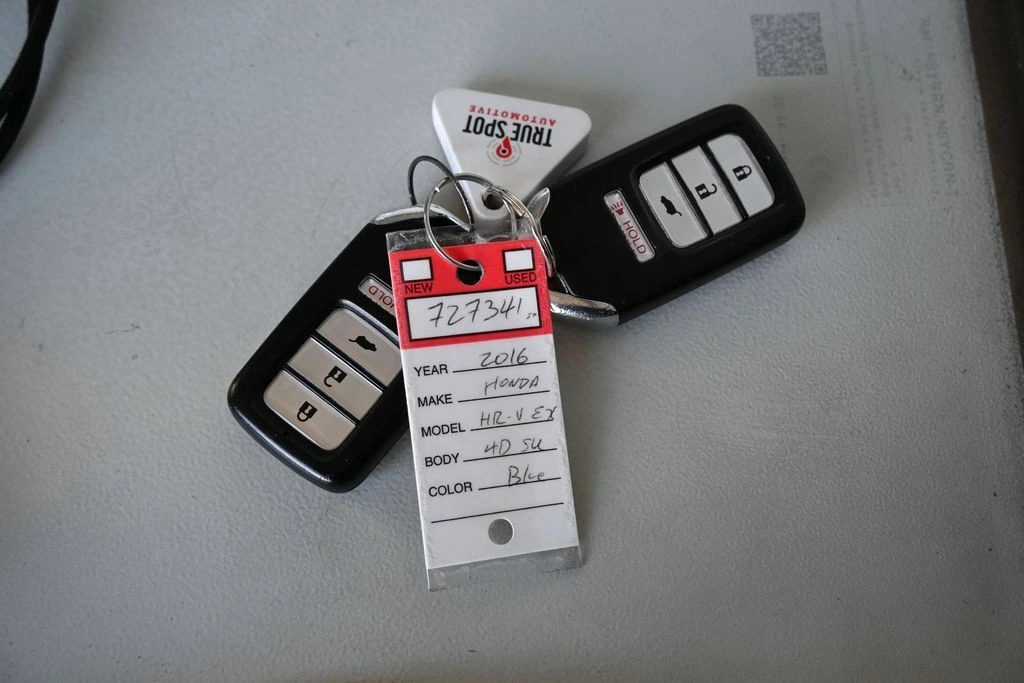 TRUE SPOT
AUTOMOTIVE
HOLD
HOLD
NEW USED
727341
YEAR 2016
MAKE HONDA
MODEL HR-V EX
BODY 4D SU
COLOR Blue